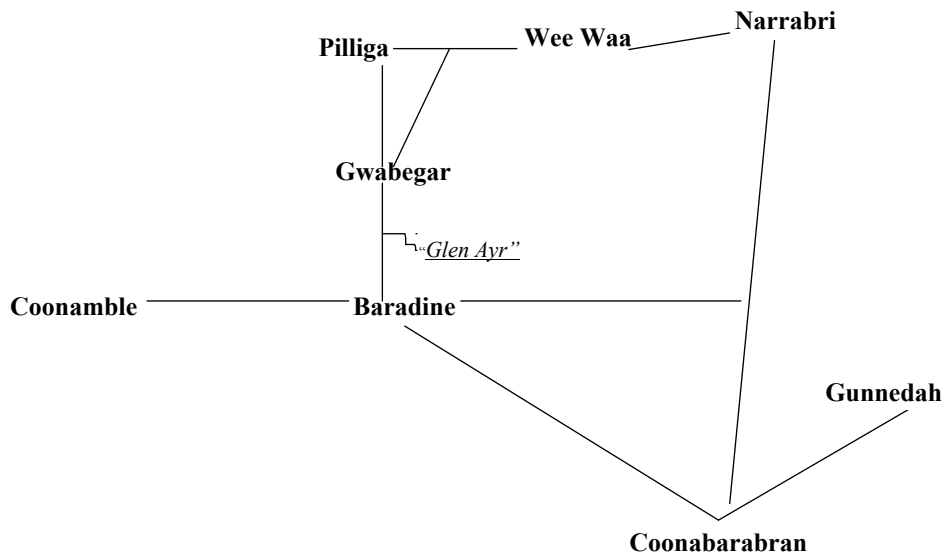 Narrabri
Wee Waa
Pilliga
Gwabegar
“Glen Ayr”
Coonamble
Baradine
Gunnedah
Coonabarabran